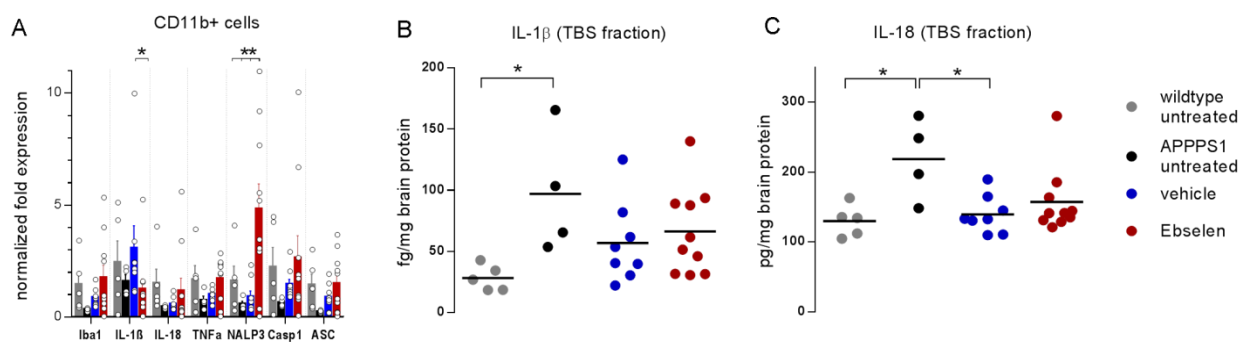 A
CD11b+ cells
*
**
normalized fold expression
10
5
0
Iba1 IL-1ß IL-18 TNFa NALP3 Casp1 ASC
B
IL-1β (TBS fraction)
*
fg/mg brain protein
200
150
100
50
0
C
IL-18 (TBS fraction)
* *
pg/mg brain protein
300
200
100
0
wildtype
untreated
APPPS1
untreated
vehicle
Ebselen